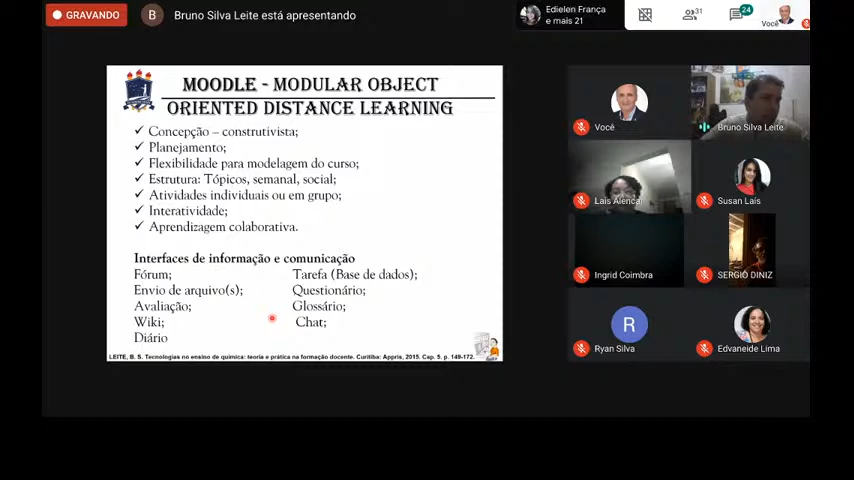 GRAVANDO
B
Bruno Silva Leite está apresentando
Edielen França
e mais 21
31
24
Você
MOODLE - MODULAR OBJECT
ORIENTED DISTANCE LEARNING
✓ Concepção – construtivista;
✓ Planejamento;
✓ Flexibilidade para modelagem do curso;
✓ Estrutura: Tópicos, semanal, social;
✓ Atividades individuais ou em grupo;
✓ Interatividade;
✓ Aprendizagem colaborativa.
Interfaces de informação e comunicação
Fórum;
Envio de arquivo(s);
Avaliação;
Wiki;
Diário
Tarefa (Base de dados);
Questionário;
Glossário;
Chat;
LEITE, B. S. Tecnologias no ensino de química: teoria e prática na formação docente. Curitiba: Appris, 2015. Cap. 5. p. 149-172.
Você
Bruno Silva Leite
Lais Alencar
Susan Laís
Ingrid Coimbra
SERGIO DINIZ
R
Ryan Silva
Edvaneide Lima